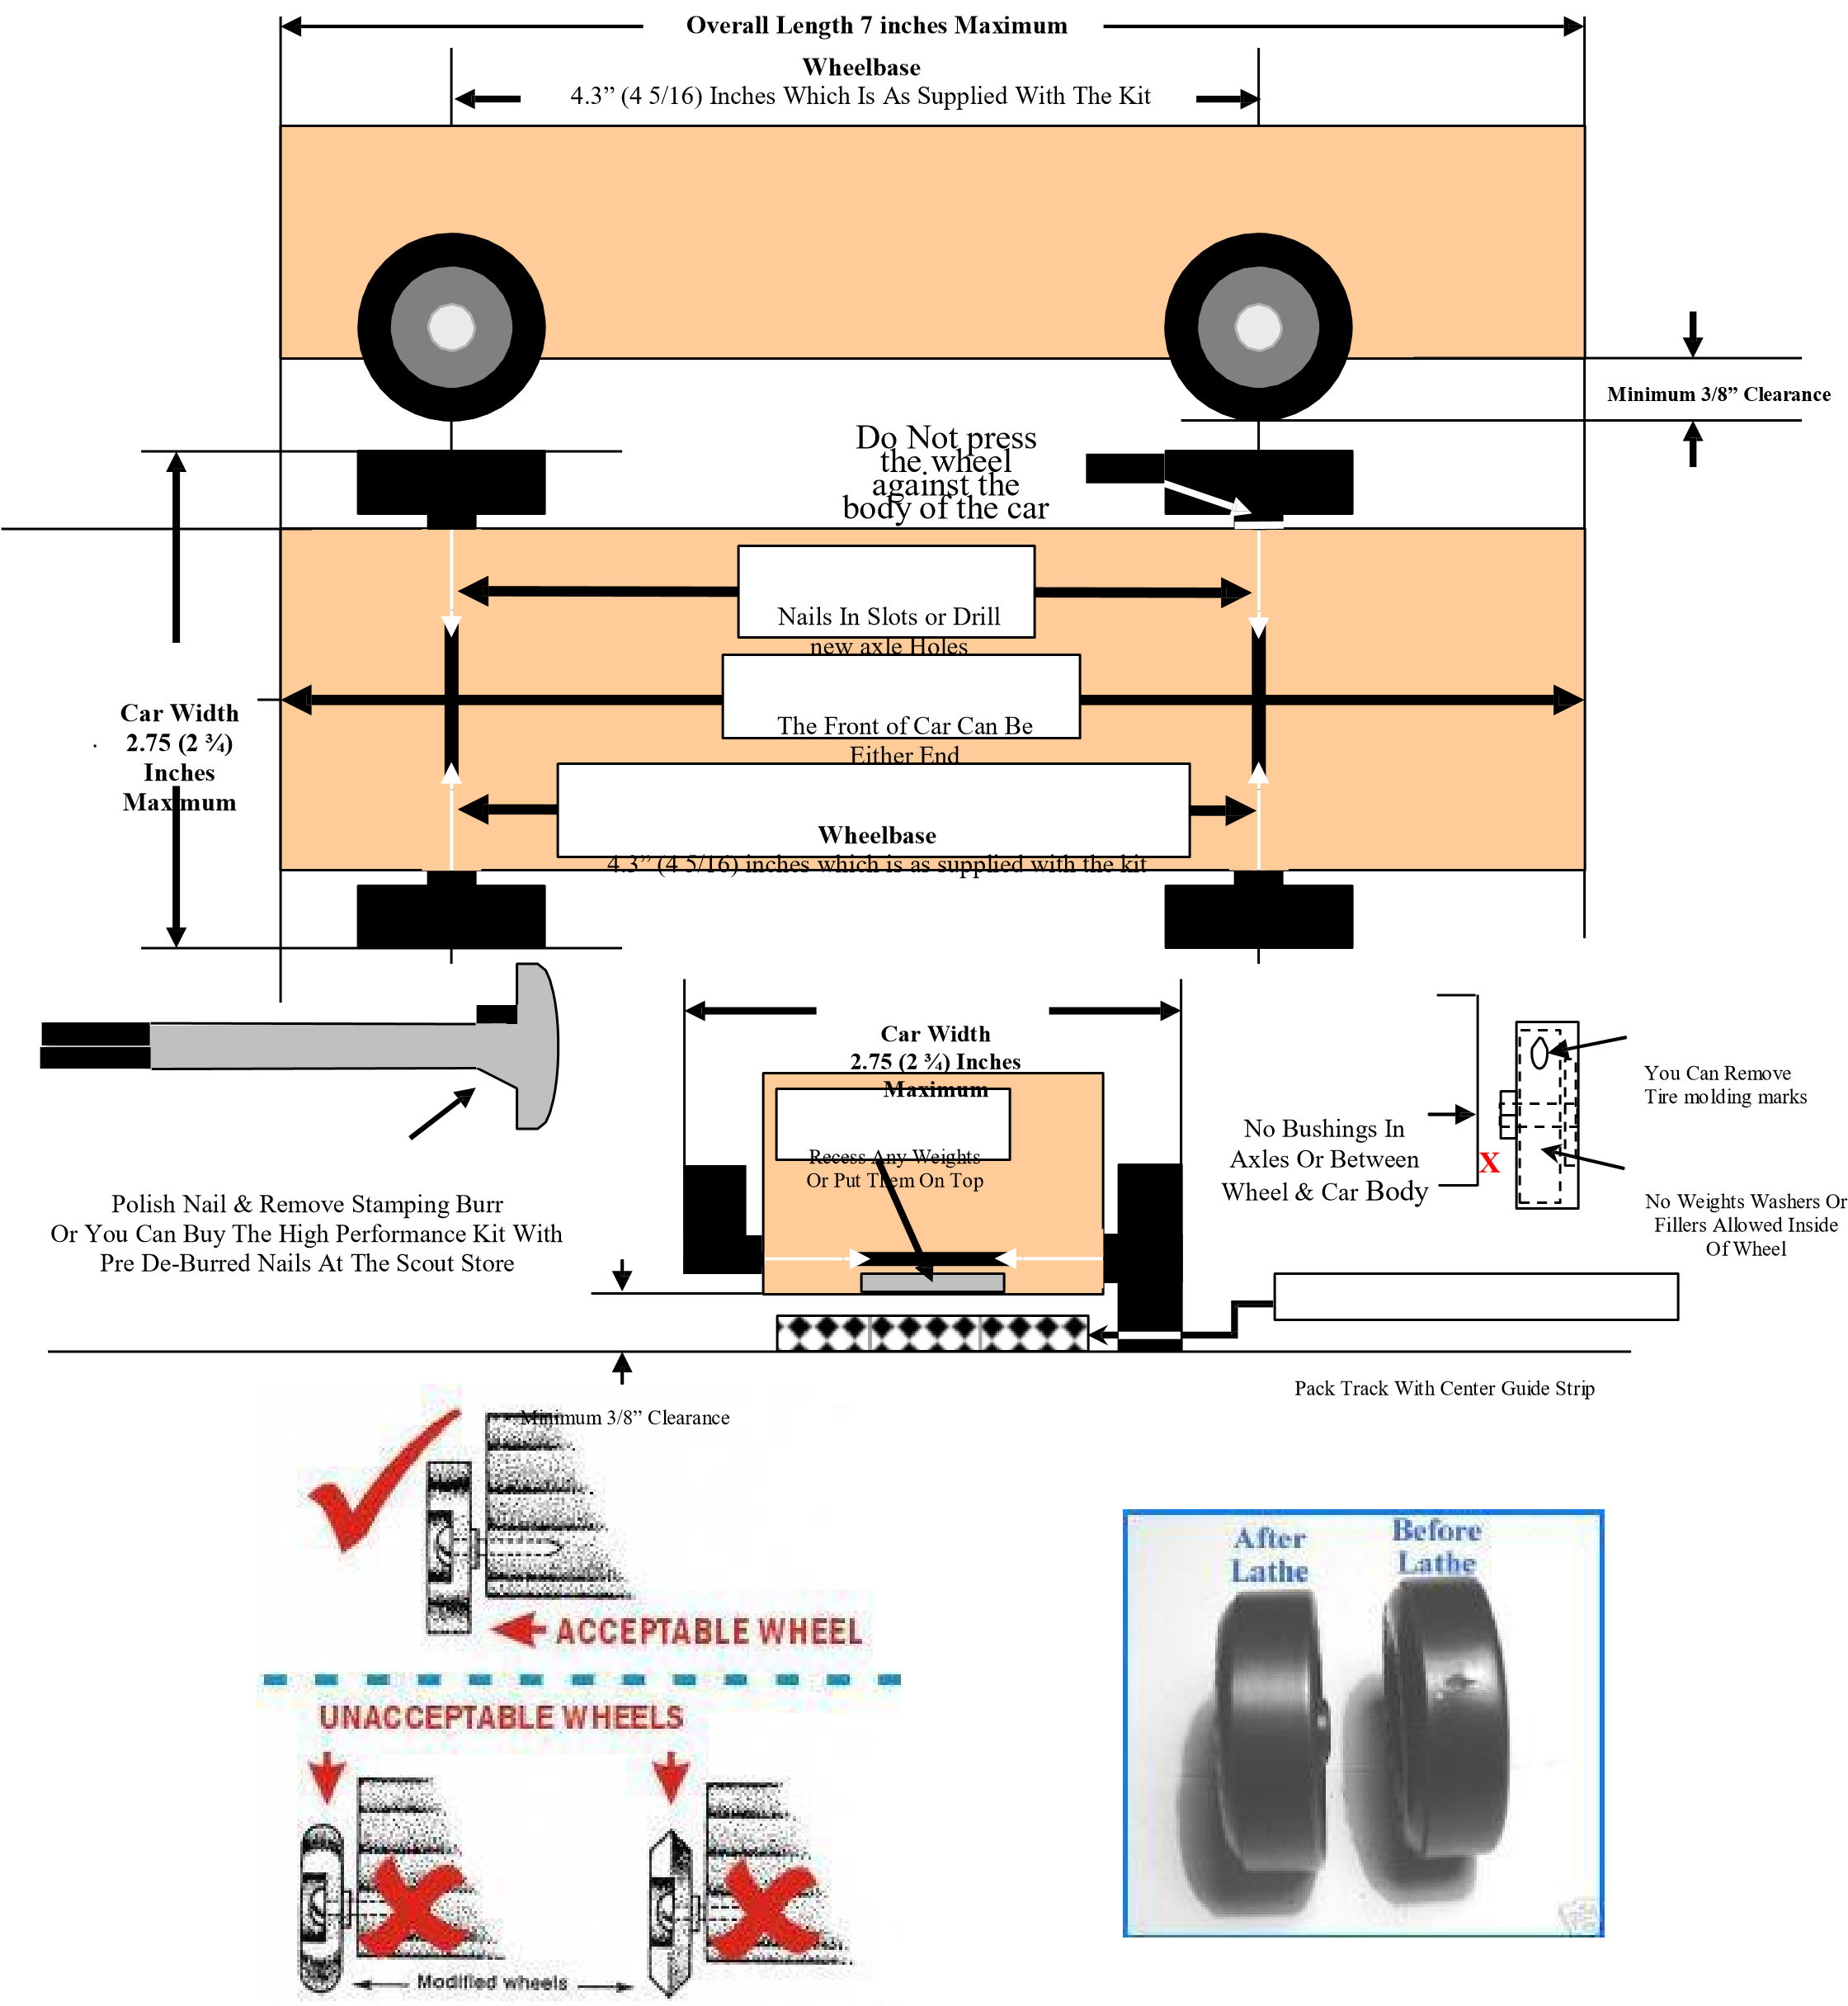 Overall Length 7 inches Maximum
Wheelbase
4.3” (4 5/16) Inches Which Is As Supplied With The Kit
Minimum 3/8” Clearance
Do Not press
the wheel
against the
body of the car
Nails In Slots or Drill
new axle Holes
The Front of Car Can Be
Either End
Car Width
2.75 (2 ¾)
Inches
Maximum
Wheelbase
4.3” (4 5/16) inches which is as supplied with the kit
Car Width
2.75 (2 ¾) Inches
Maximum
Recess Any Weights
Or Put Them On Top
You Can Remove
Tire molding marks
No Bushings In
Axles Or Between
Wheel & Car Body
X
No Weights Washers Or
Fillers Allowed Inside
Of Wheel
Polish Nail & Remove Stamping Burr
Or You Can Buy The High Performance Kit With
Pre De-Burred Nails At The Scout Store
Pack Track With Center Guide Strip
Minimum 3/8” Clearance
ACCEPTABLE WHEEL
UNACCEPTABLE WHEELS
Modified wheels
After
Lathe
Before
Lathe